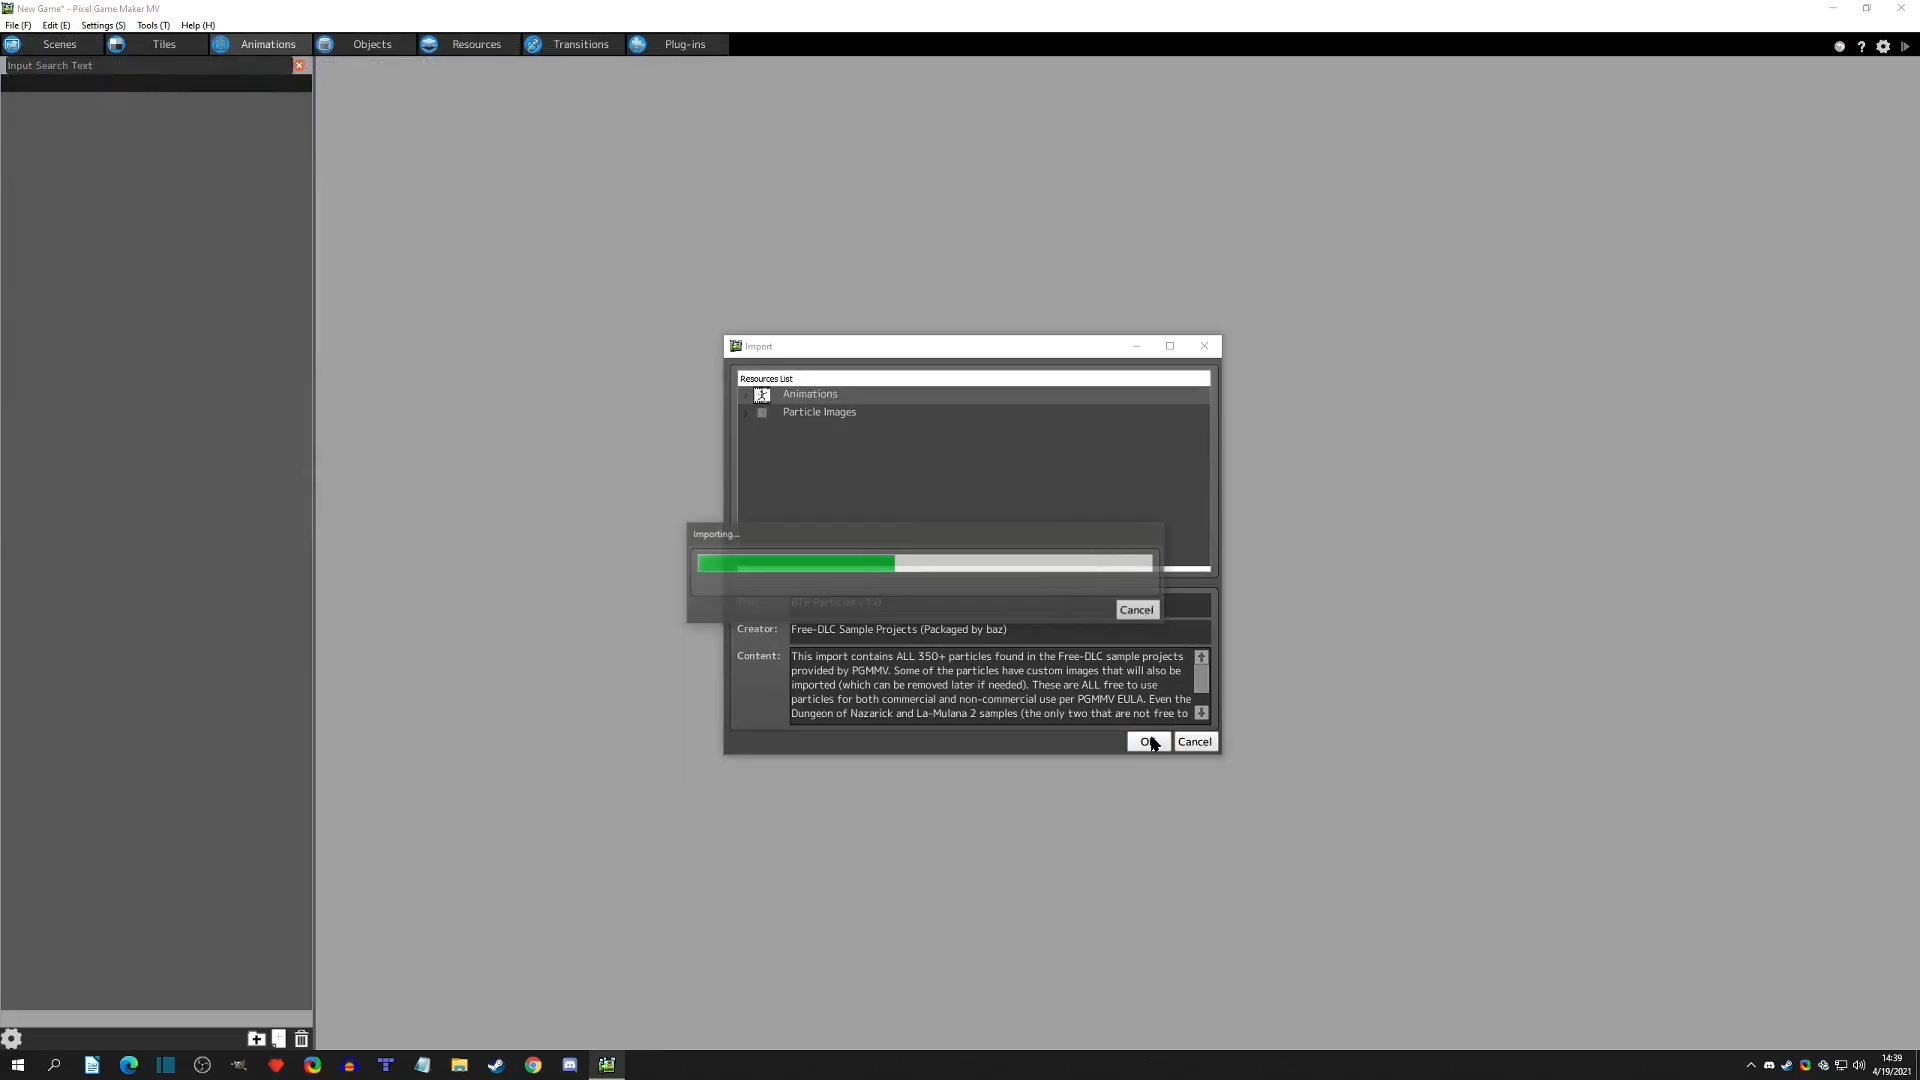 New Game* - Pixel Game Maker MV
File (F) Edit (E) Settings (S) Tools (T) Help (H)
Scenes Tiles Animations Objects Resources Transitions Plug-ins
Input Search Text
Import
Resources List
Animations
Particle Images
Importing...
Cancel
Title: RTP Particles v1.0
Creator: Free-DLC Sample Projects (Packaged by baz)
Content: This import contains ALL 350+ particles found in the Free-DLC sample projects
provided by PGMMV. Some of the particles have custom images that will also be
imported (which can be removed later if needed). These are ALL free to use
particles for both commercial and non-commercial use per PGMMV EULA. Even the
Dungeon of Nazarick and La-Mulana 2 samples (the only two that are not free to
Cancel
14:39
4/19/2021